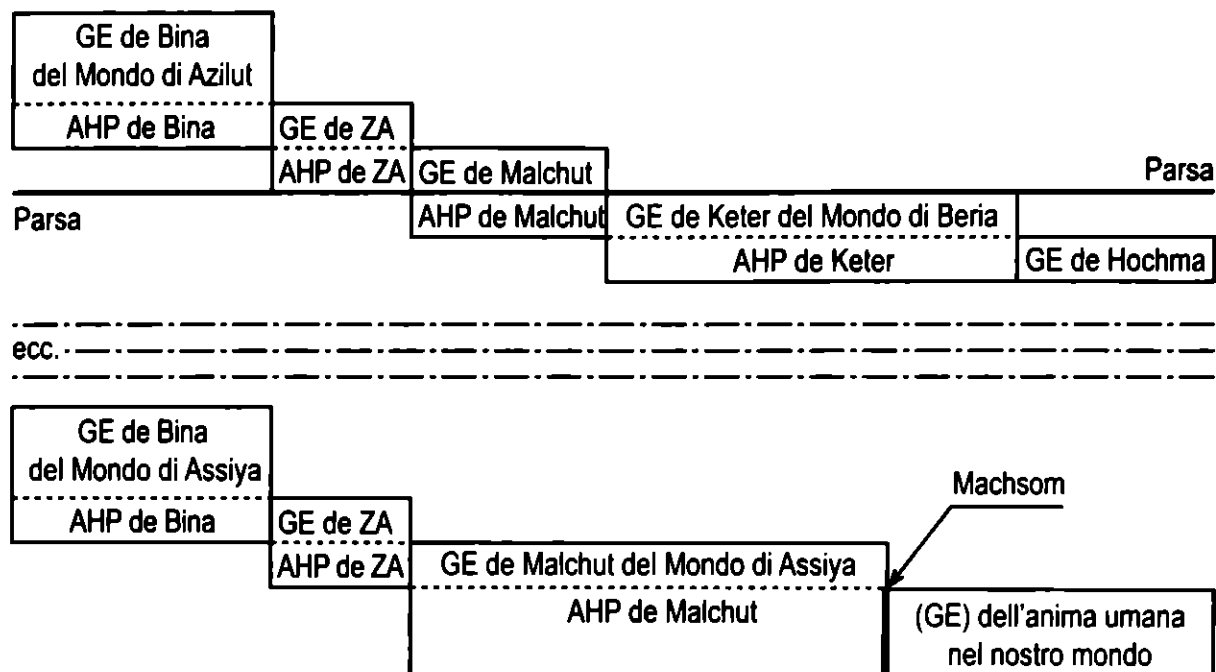 GE de Bina
del Mondo di Azilut
AHP de Bina
GE de ZA
AHP de ZA
GE de Malchut
Parsa
Parsa
AHP de Malchut
GE de Keter del Mondo di Beria
AHP de Keter
GE de Hochma
ecc.
GE de Bina
del Mondo di Assiya
AHP de Bina
GE de ZA
AHP de ZA
GE de Malchut del Mondo di Assiya
AHP de Malchut
Machsom
(GE) dell'anima umana
nel nostro mondo